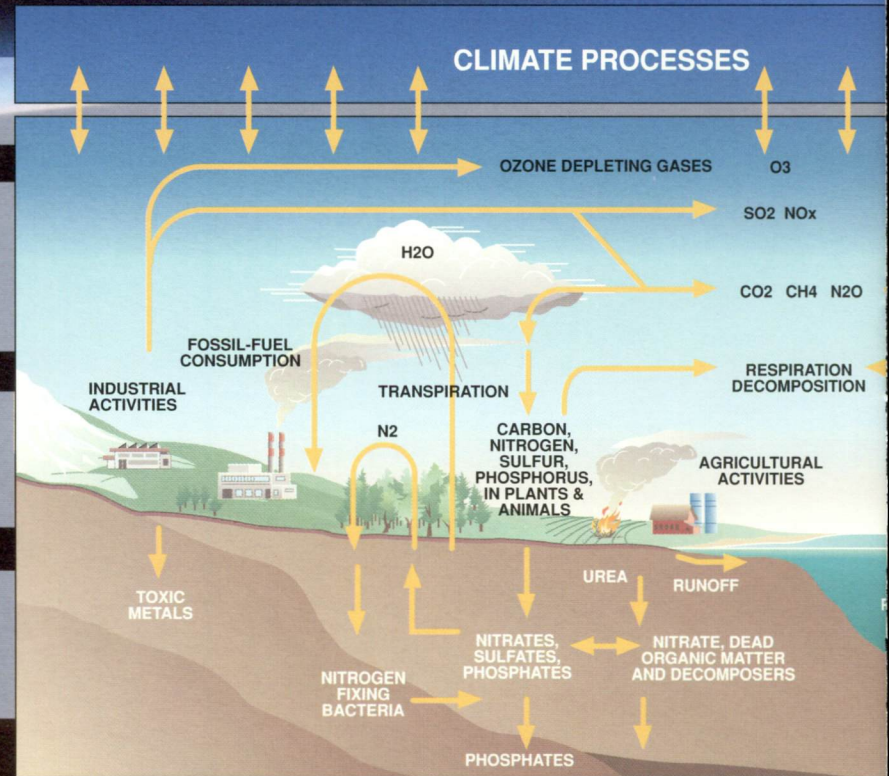 CLIMATE PROCESSES
OZONE DEPLETING GASES
O3
SO2 NOx
H2O
CO2 CH4 N2O
FOSSIL-FUEL
CONSUMPTION
INDUSTRIAL
ACTIVITIES
TRANSPIRATION
RESPIRATION
DECOMPOSITION
N2
CARBON,
NITROGEN,
SULFUR,
PHOSPHORUS,
IN PLANTS &
ANIMALS
AGRICULTURAL
ACTIVITIES
TOXIC
METALS
UREA
RUNOFF
NITRATES,
SULFATES,
PHOSPHATES
NITRATE, DEAD
ORGANIC MATTER
AND DECOMPOSERS
NITROGEN
FIXING
BACTERIA
PHOSPHATES